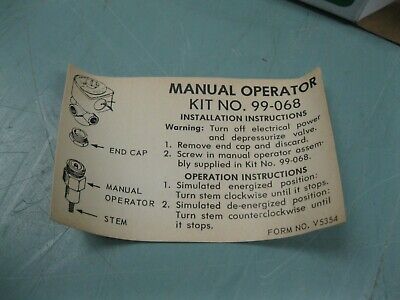 MANUAL OPERATOR
KIT NO. 99-068
INSTALLATION INSTRUCTIONS
Warning: Turn off electrical power
and depressurize valve.
1. Remove end cap and discard.
2. Screw in manual operator assem-
bly supplied in Kit No. 99-068.
OPERATION INSTRUCTIONS
1. Simulated energized position:
Turn stem clockwise until it stops.
2. Simulated de-energized position:
Turn stem counterclockwise until
it stops.
FORM NO. V5354
END CAP
MANUAL
OPERATOR
STEM